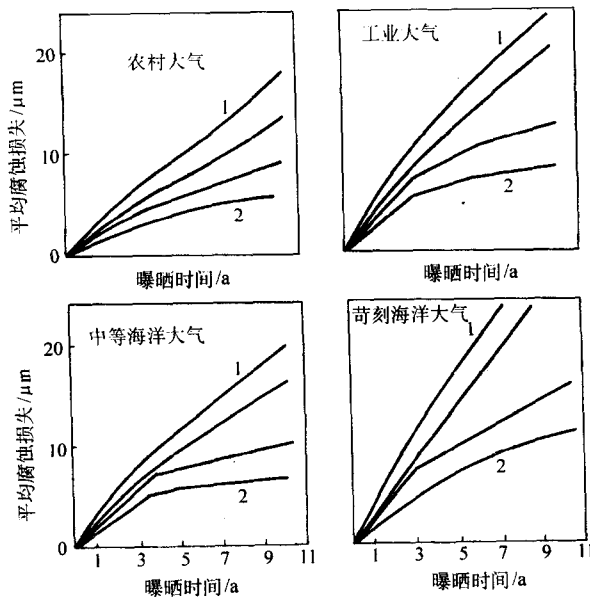 农村大气
1
2
20
10
0
平均腐蚀损失/μm
曝晒时间/a
工业大气
1
2
曝晒时间/a
中等海洋大气
1
2
20
10
0
平均腐蚀损失/μm
1 3 5 7 9 11
曝晒时间/a
苛刻海洋大气
1
2
1 3 5 7 9 11
曝晒时间/a